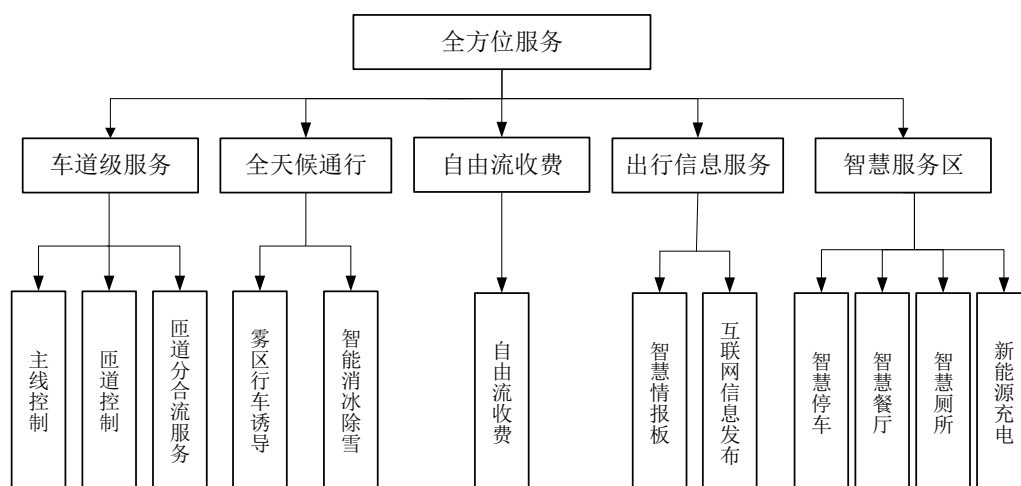 全方位服务
车道级服务
全天候通行
自由流收费
出行信息服务
智慧服务区
主线控制
匝道控制
匝道分合流服务
雾区行车诱导
智能消冰除雪
自由流收费
智慧情报板
互联网信息发布
智慧停车
智慧餐厅
智慧厕所
新能源充电